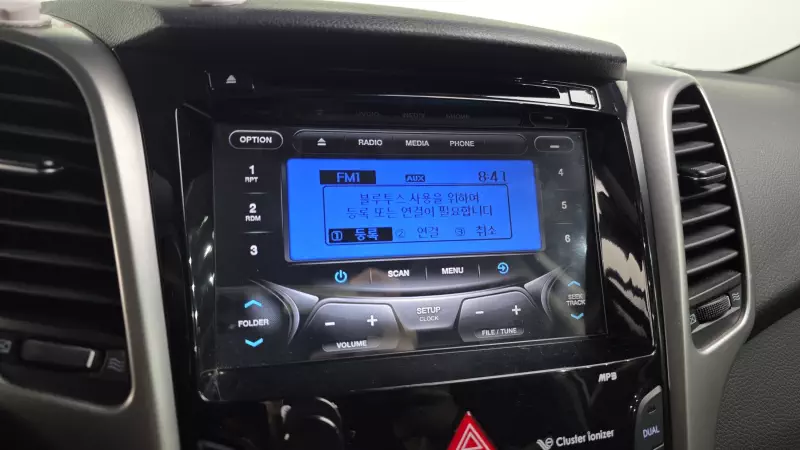 OPTION
RADIO MEDIA PHONE
1 RPT
2 RDM
3
4
5
6
FM1 AUX 8:41
블루투스 사용을 위하여
등록 또는 연결이 필요합니다
① 등록 ② 연결 ③ 취소
SCAN MENU
FOLDER
VOLUME
SETUP
CLOCK
FILE / TUNE
SEEK
TRACK
MP3
Cluster ionizer
DUAL